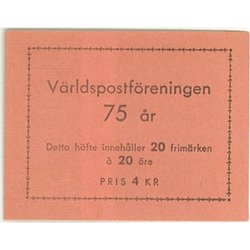 Världspostföreningen
75 år
Detta häfte innehåller 20 frimärken
à 20 öre
PRIS 4 KR